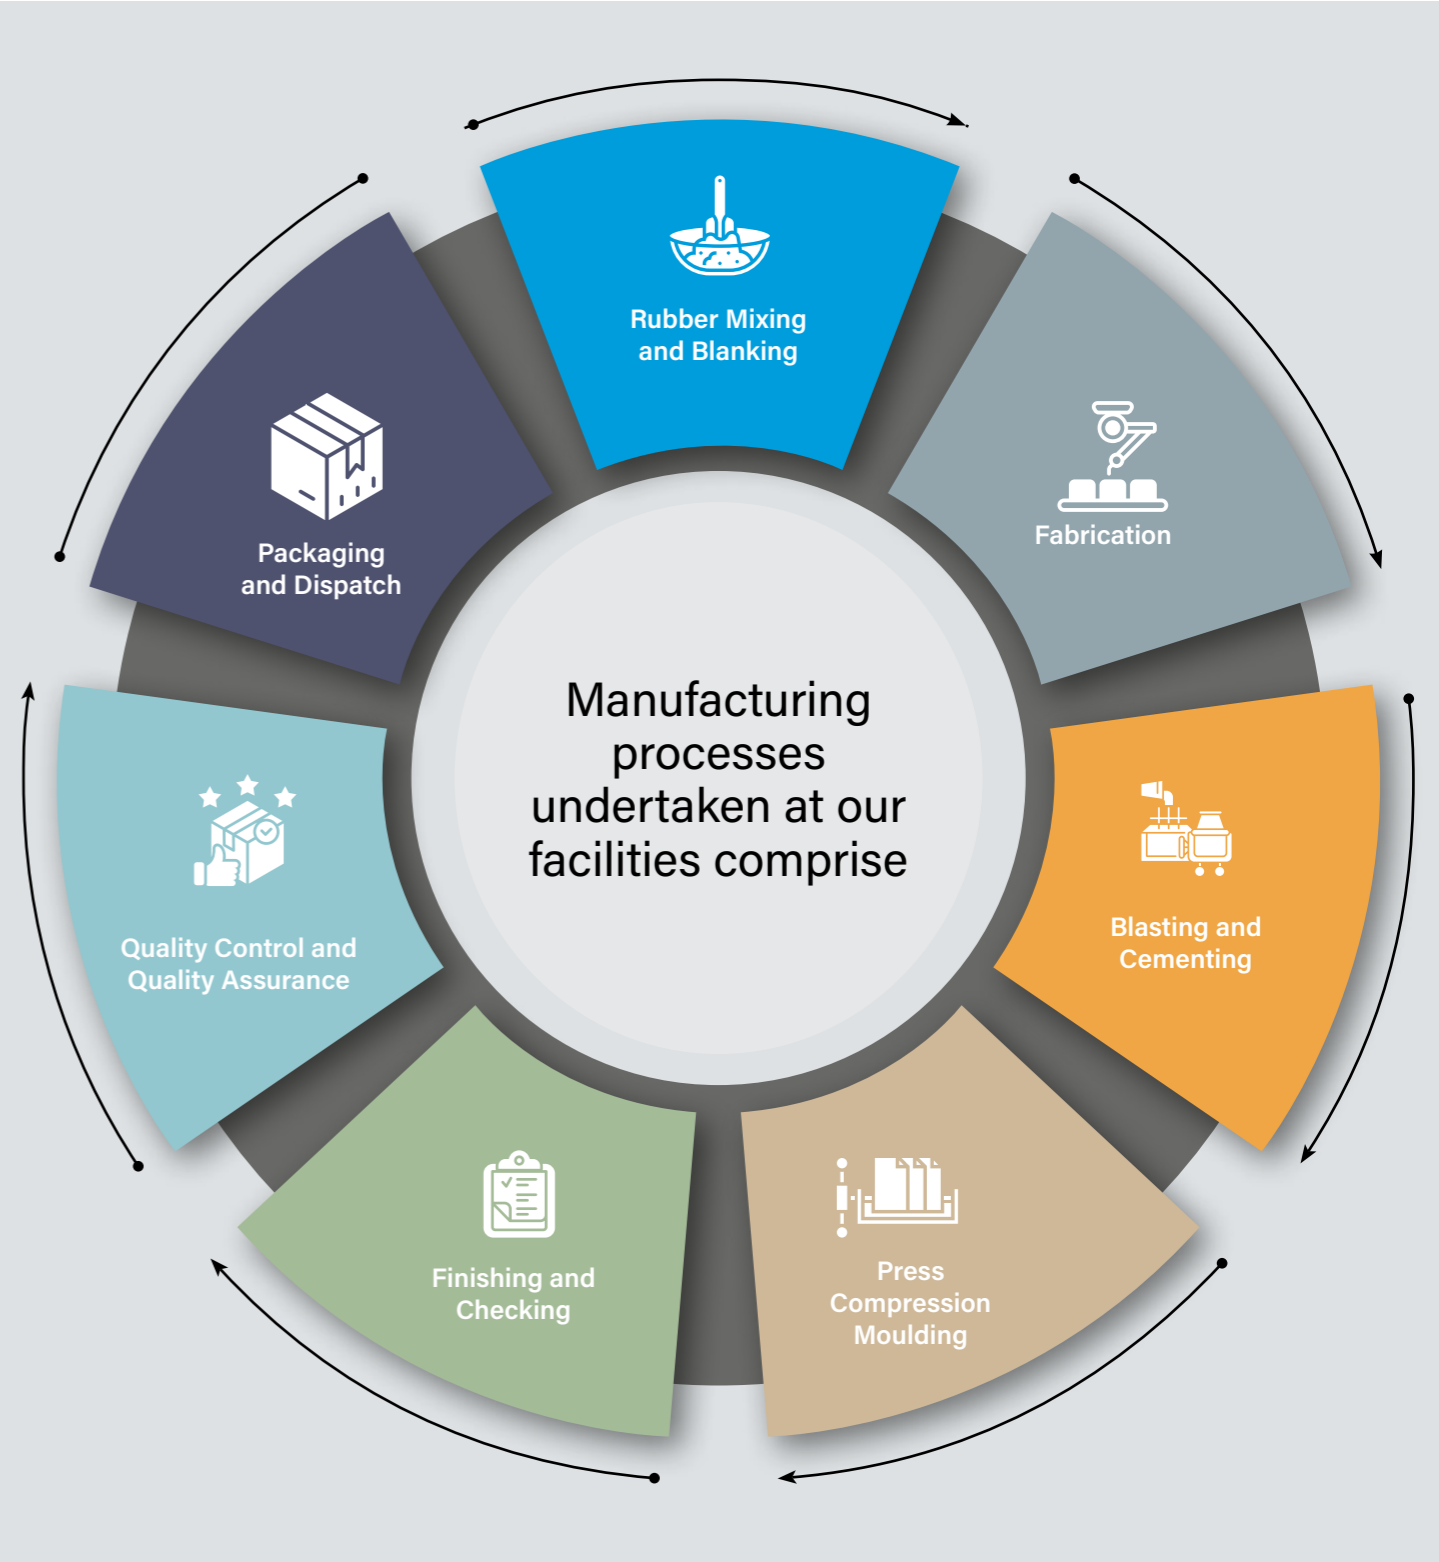 Rubber Mixing
and Blanking
Fabrication
Blasting and
Cementing
Press
Compression
Moulding
Finishing and
Checking
Quality Control and
Quality Assurance
Packaging
and Dispatch
Manufacturing
processes
undertaken at our
facilities comprise